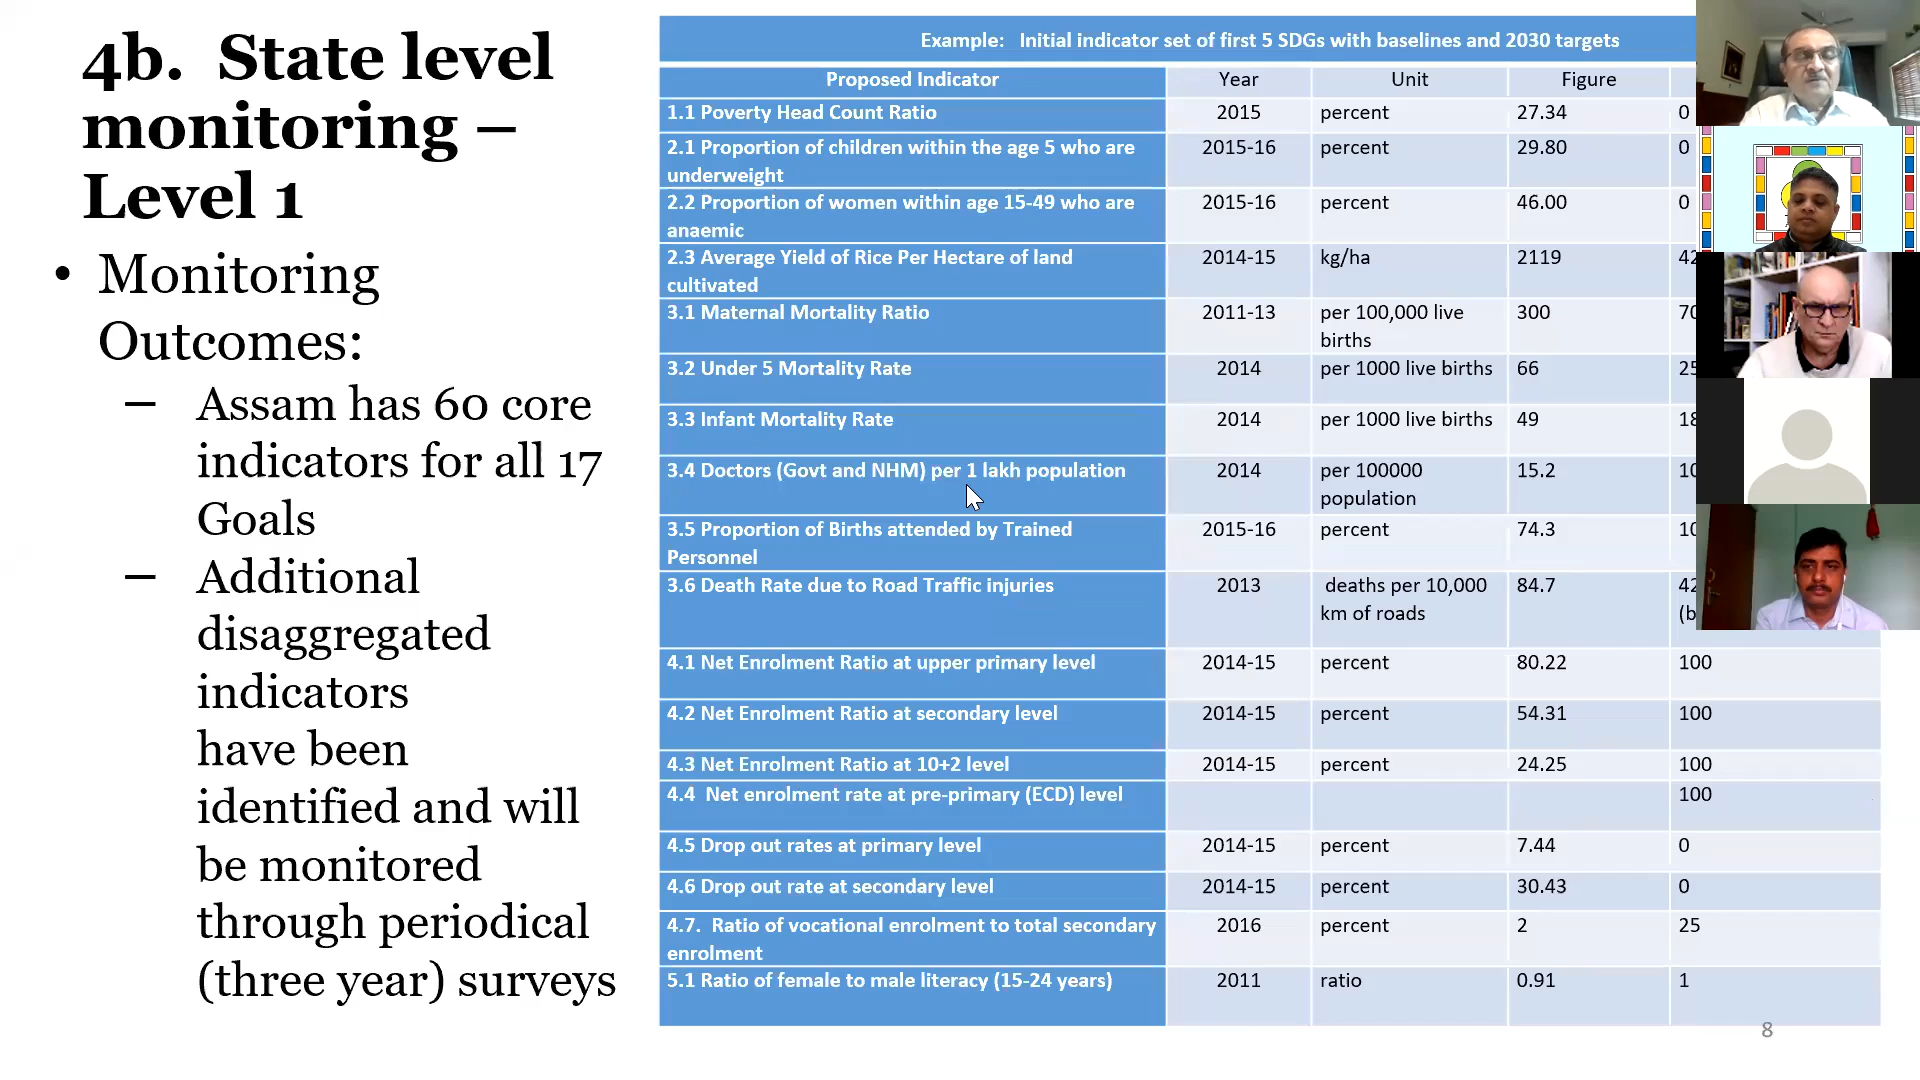 4b. State level
monitoring –
Level 1
• Monitoring
Outcomes:
– Assam has 60 core
indicators for all 17
Goals
– Additional
disaggregated
indicators
have been
identified and will
be monitored
through periodical
(three year) surveys
Example: Initial indicator set of first 5 SDGs with baselines and 2030 targets
Proposed Indicator Year Unit Figure
1.1 Poverty Head Count Ratio 2015 percent 27.34 0
2.1 Proportion of children within the age 5 who are 2015-16 percent 29.80 0
underweight
2.2 Proportion of women within age 15-49 who are 2015-16 percent 46.00 0
anaemic
2.3 Average Yield of Rice Per Hectare of land 2014-15 kg/ha 2119
cultivated
3.1 Maternal Mortality Ratio 2011-13 per 100,000 live 300 70
births
3.2 Under 5 Mortality Rate 2014 per 1000 live births 66 25
3.3 Infant Mortality Rate 2014 per 1000 live births 49 18
3.4 Doctors (Govt and NHM) per 1 lakh population 2014 per 100000 15.2
population
3.5 Proportion of Births attended by Trained 2015-16 percent 74.3
Personnel
3.6 Death Rate due to Road Traffic injuries 2013 deaths per 10,000 84.7
km of roads
4.1 Net Enrolment Ratio at upper primary level 2014-15 percent 80.22 100
4.2 Net Enrolment Ratio at secondary level 2014-15 percent 54.31 100
4.3 Net Enrolment Ratio at 10+2 level 2014-15 percent 24.25 100
4.4 Net enrolment rate at pre-primary (ECD) level 100
4.5 Drop out rates at primary level 2014-15 percent 7.44 0
4.6 Drop out rate at secondary level 2014-15 percent 30.43 0
4.7. Ratio of vocational enrolment to total secondary 2016 percent 2 25
enrolment
5.1 Ratio of female to male literacy (15-24 years) 2011 ratio 0.91 1
8